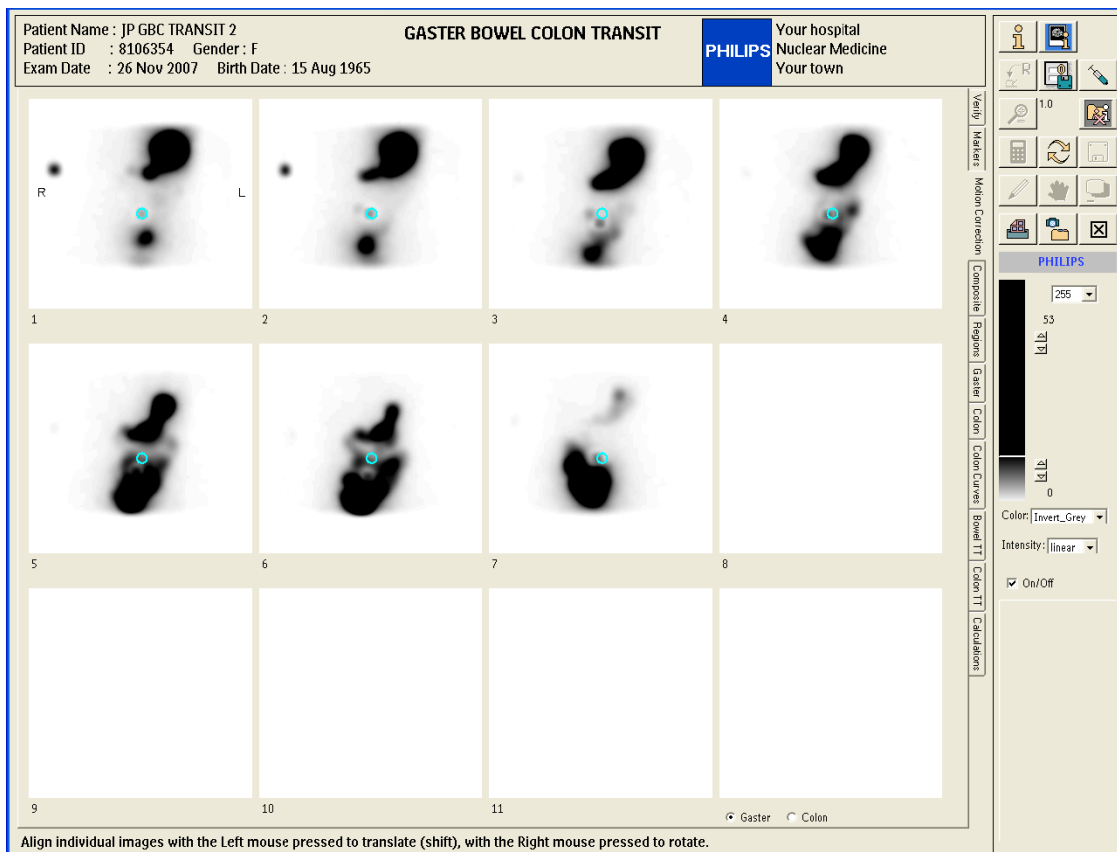 Patient Name : JP GBC TRANSIT 2
Patient ID : 8106354 Gender : F
Exam Date : 26 Nov 2007 Birth Date : 15 Aug 1965
GASTER BOWEL COLON TRANSIT
PHILIPS
Your hospital
Nuclear Medicine
Your town
R
L
1
2
3
4
5
6
7
8
9
10
11
Gaster Colon
Align individual images with the Left mouse pressed to translate (shift), with the Right mouse pressed to rotate.
Verify
Markers
Motion Correction
Composite
Regions
Gaster
Colon
Colon Curves
Bowel TT
Colon TT
Calculations
R
1.0
PHILIPS
255
53
0
Color: Invert_Grey
Intensity: linear
On/Off